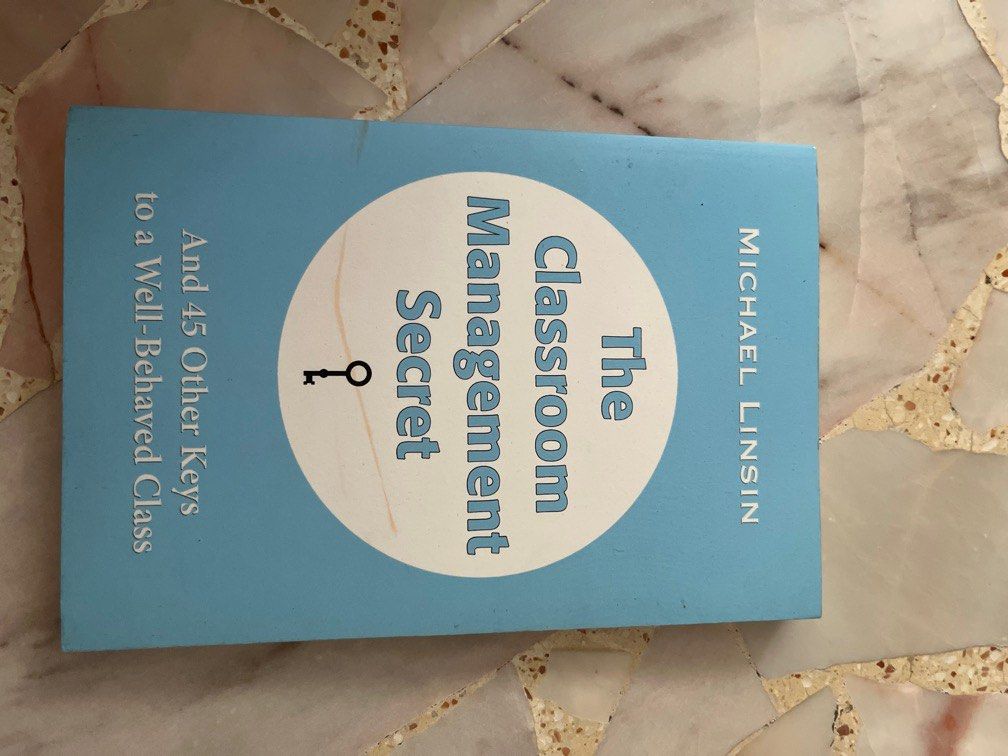 MICHAEL LINSIN
The
Classroom
Management
Secret
And 45 Other Keys
to a Well-Behaved Class